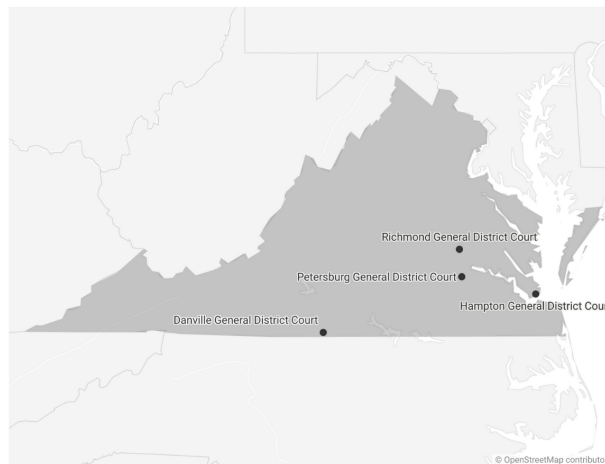 Richmond General District Court
Petersburg General District Court
Hampton General District Cour
Danville General District Court
© OpenStreetMap contributo